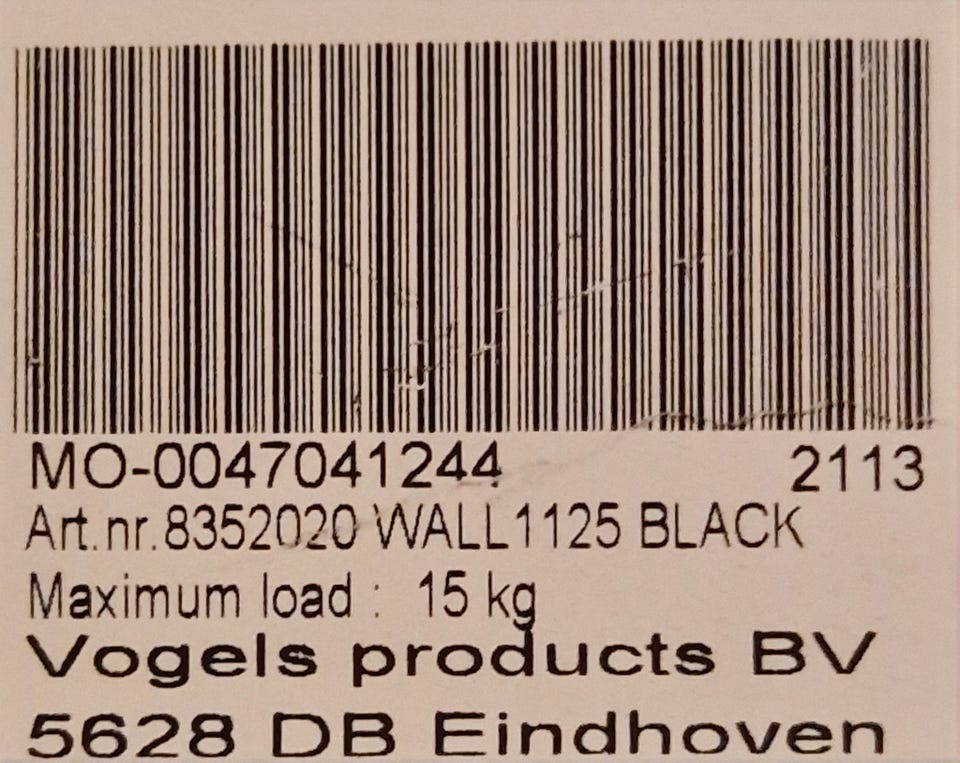 MO-0047041244 2113
Art.nr.8352020 WALL1125 BLACK
Maximum load : 15 kg
Vogels products BV
5628 DB Eindhoven